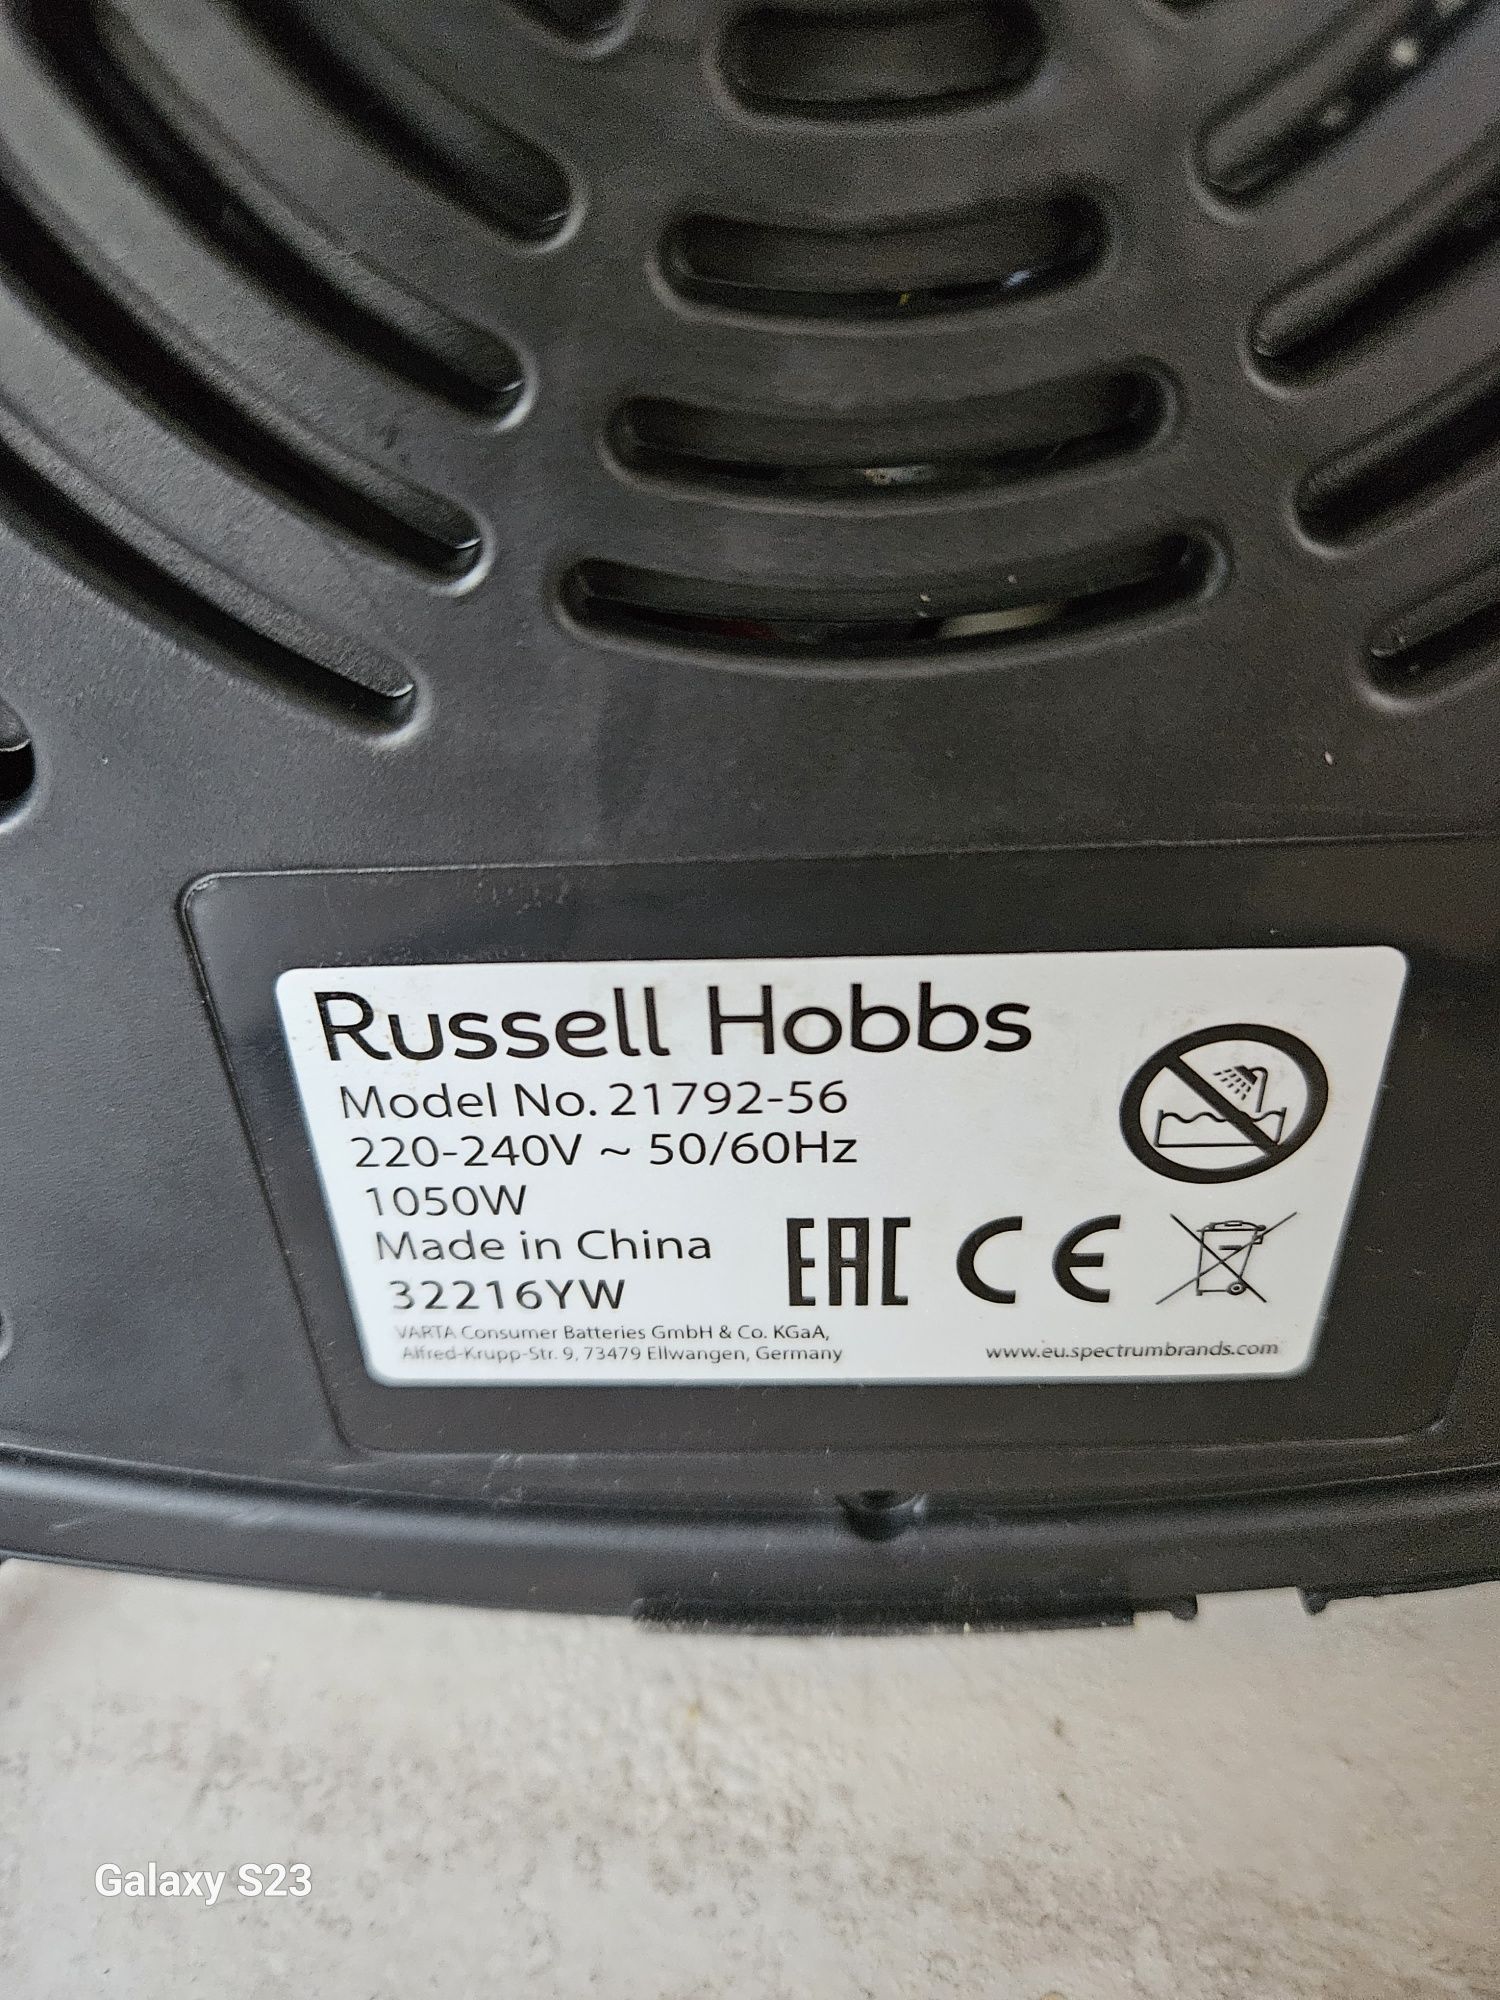 Russell Hobbs
Model No. 21792-56
220-240V ~ 50/60Hz
1050W
Made in China
32216YW
EAC CE
VARTA Consumer Batteries GmbH & Co. KGaA,
Alfred-Krupp-Str. 9, 73479 Ellwangen, Germany
www.eu.spectrumbrands.com
Galaxy S23